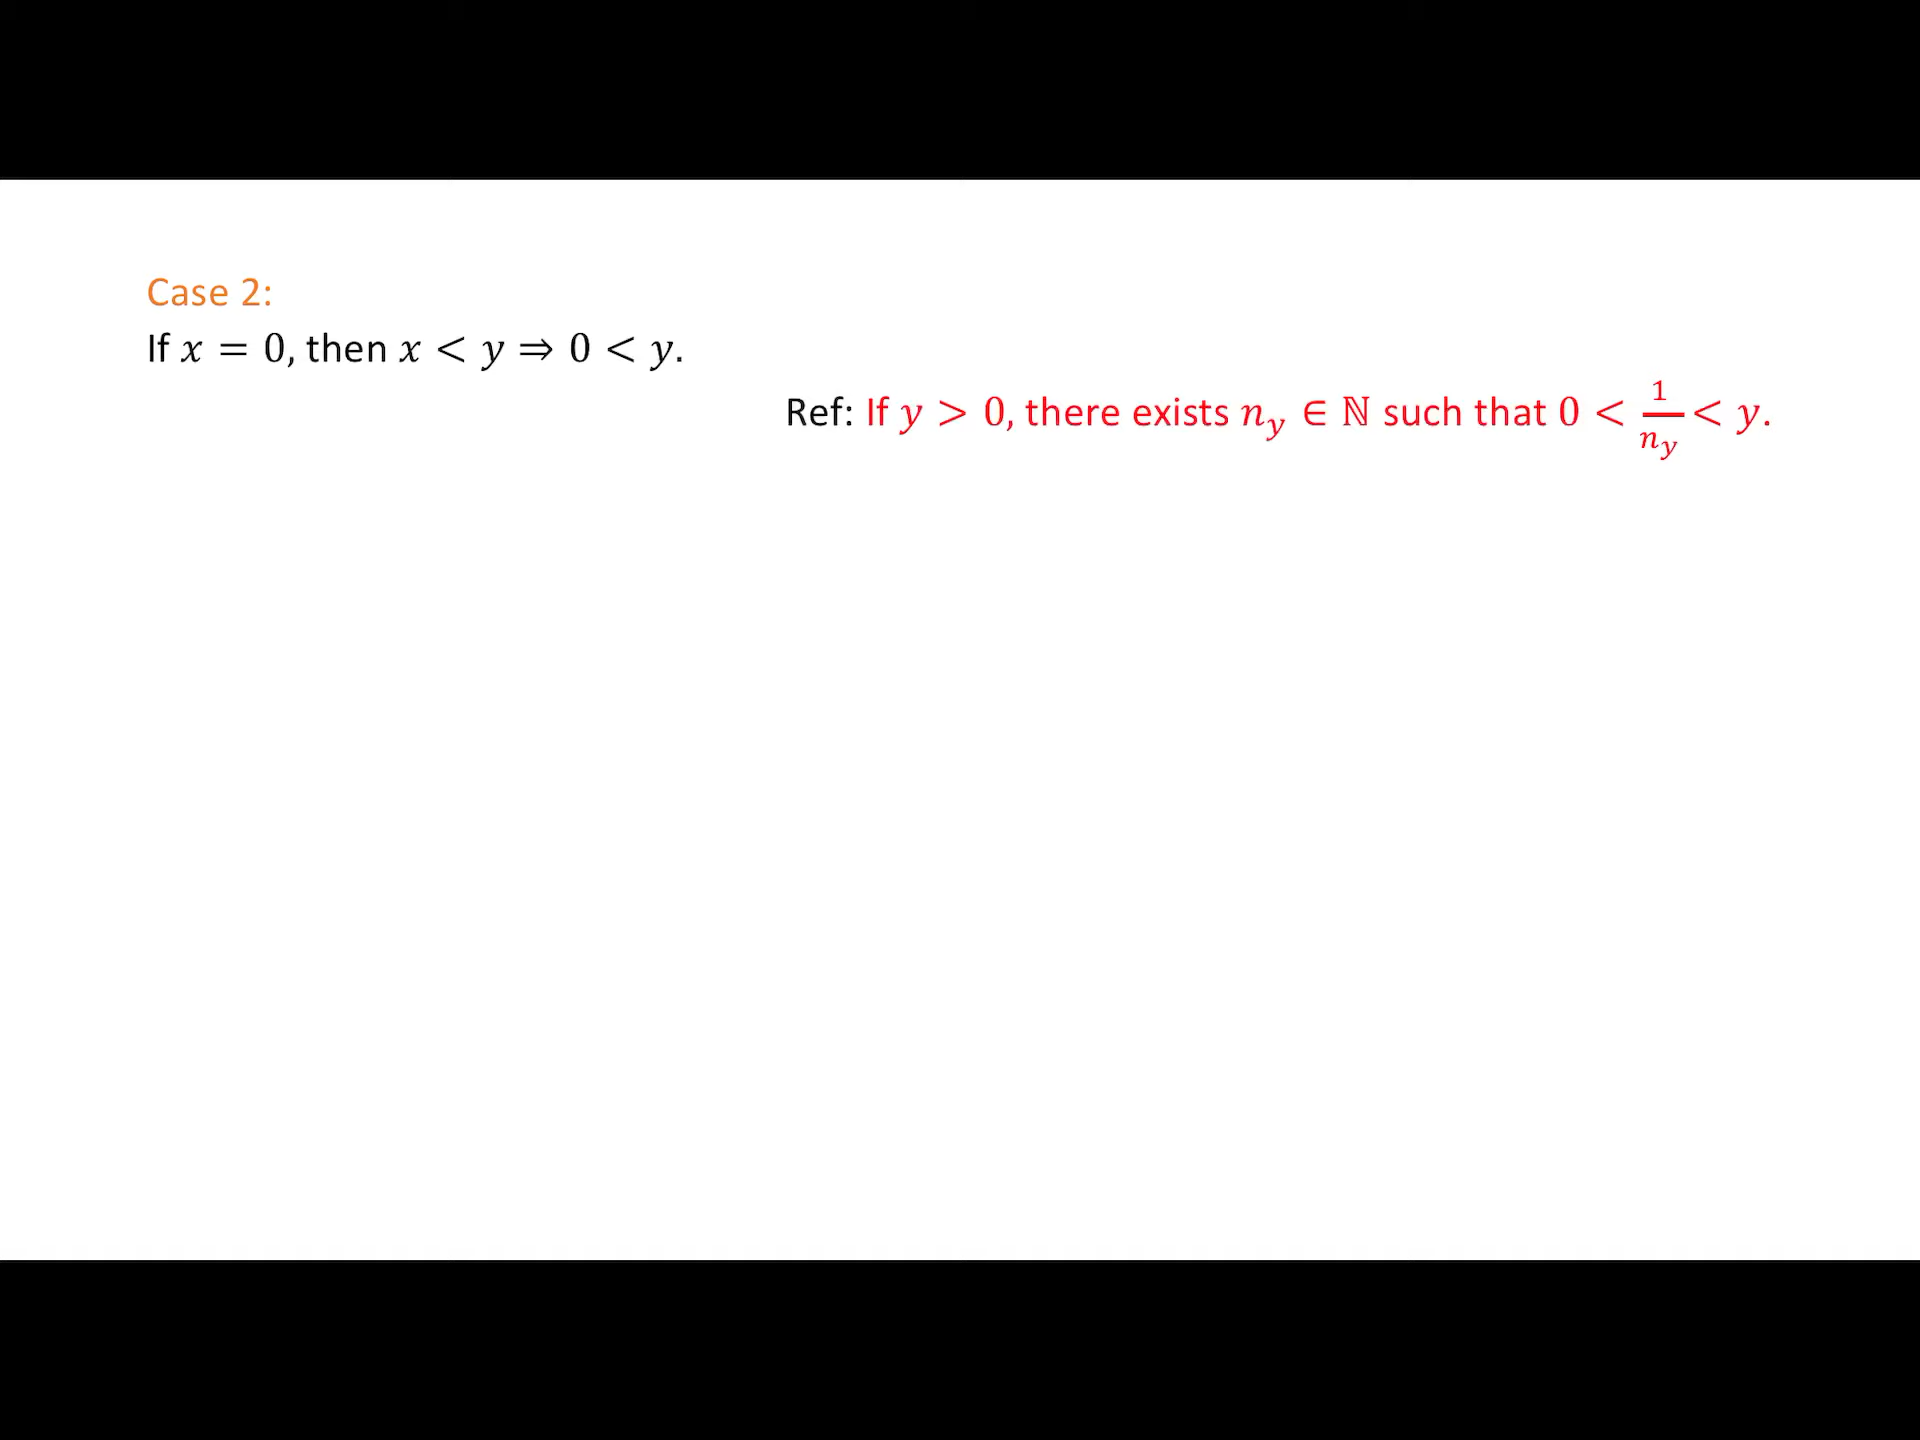 Case 2:
If x = 0, then x < y ⇒ 0 < y.
Ref: If y > 0, there exists n_y ∈ ℕ such that 0 < 1/n_y < y.